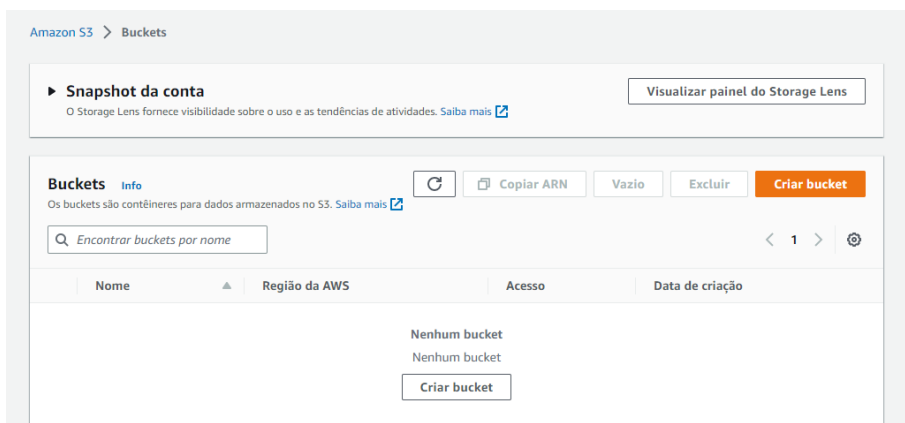 Amazon S3 > Buckets
Snapshot da conta
O Storage Lens fornece visibilidade sobre o uso e as tendências de atividades. Saiba mais
Visualizar painel do Storage Lens
Buckets Info
Os buckets são contêineres para dados armazenados no S3. Saiba mais
Copiar ARN
Vazio
Excluir
Criar bucket
Encontrar buckets por nome
< 1 >
Nome Região da AWS Acesso Data de criação
Nenhum bucket
Nenhum bucket
Criar bucket